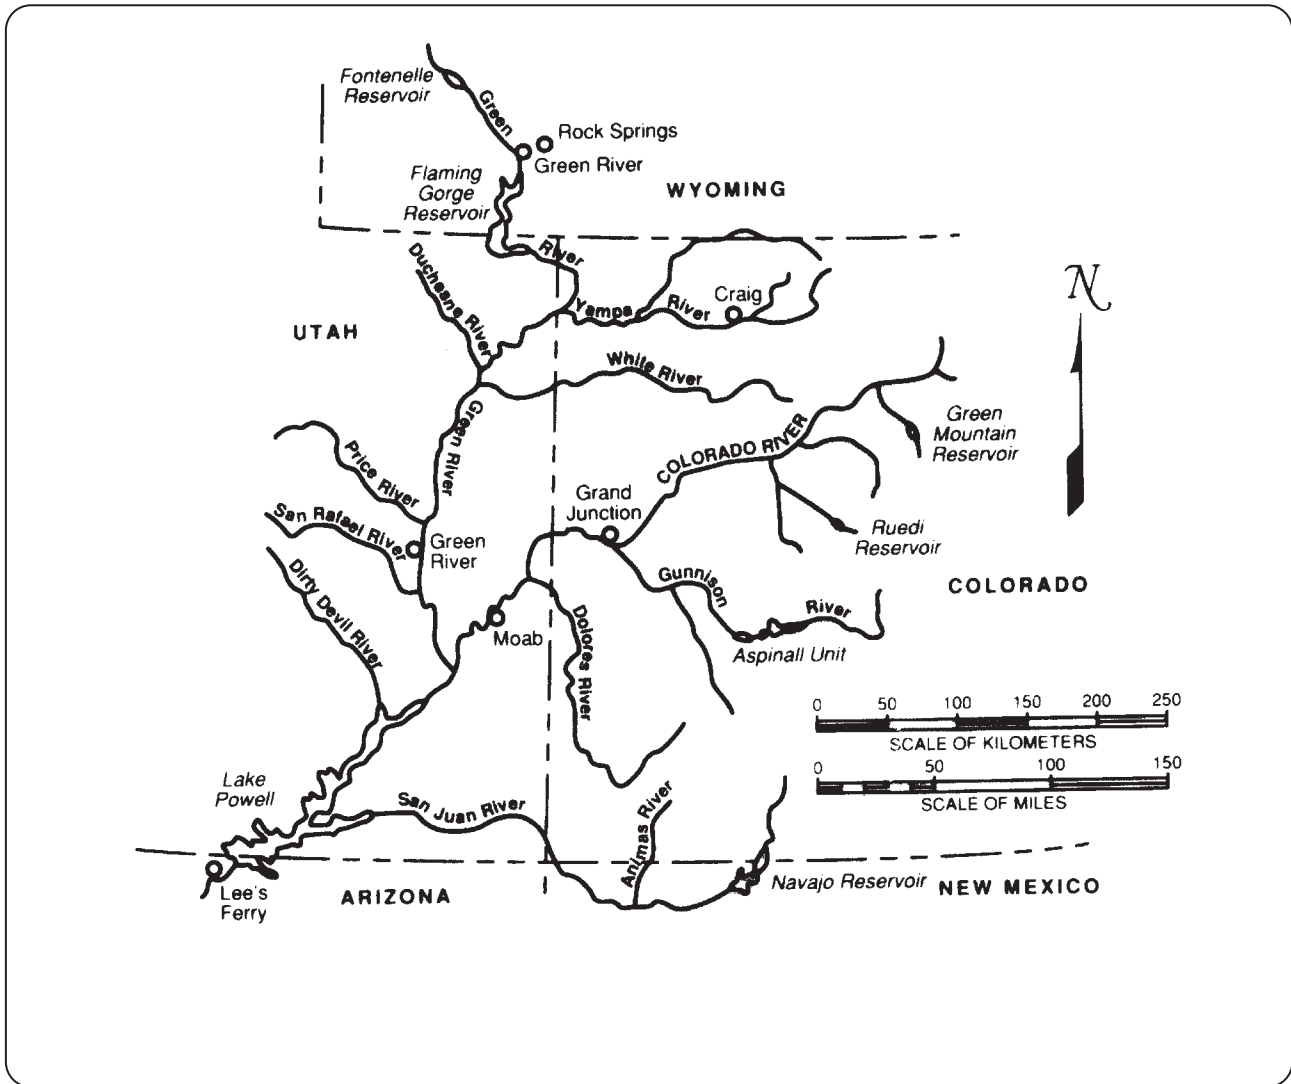 Fontenelle
Reservoir
Green
Rock Springs
Green River
Flaming
Gorge
Reservoir
WYOMING
River
Duchesne River
UTAH
Yampa
River
Craig
White River
Green River
COLORADO RIVER
Green
Mountain
Reservoir
N
Price River
San Rafael River
Green
River
Grand
Junction
Ruedi
Reservoir
Dirty Devil River
Gunnison
River
COLORADO
Moab
Dolores River
Aspinall Unit
0 50 100 150 200 250
SCALE OF KILOMETERS
0 50 100 150
SCALE OF MILES
Lake
Powell
San Juan River
Animas River
Navajo Reservoir
NEW MEXICO
ARIZONA
Lee's
Ferry